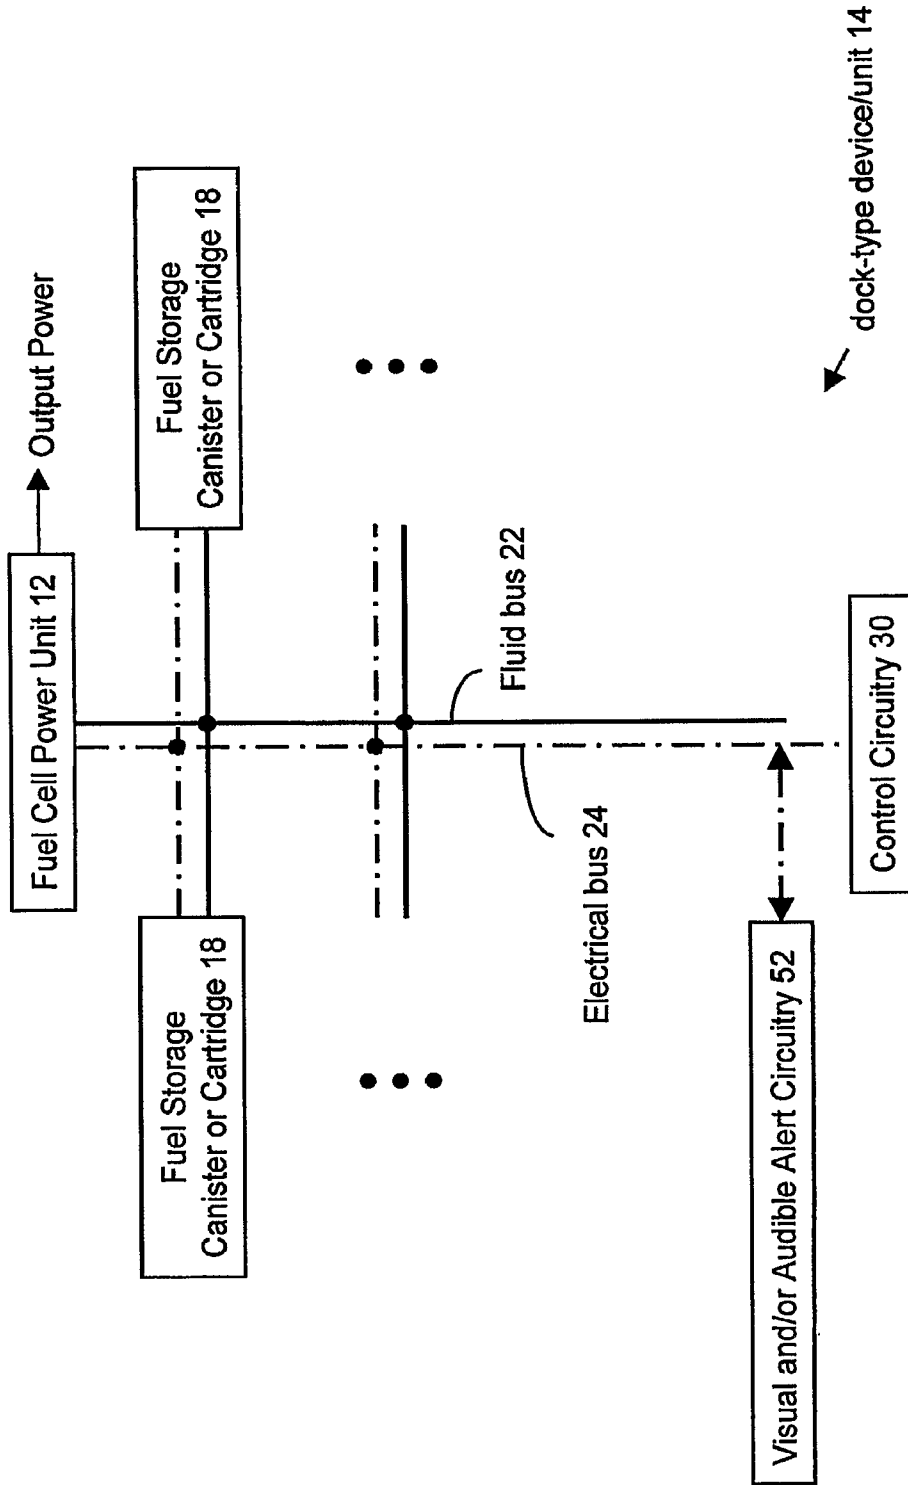 Fuel Cell Power Unit 12
Output Power
Fuel Storage
Canister or Cartridge 18
Fuel Storage
Canister or Cartridge 18
Fluid bus 22
Electrical bus 24
Visual and/or Audible Alert Circuitry 52
Control Circuitry 30
dock-type device/unit 14